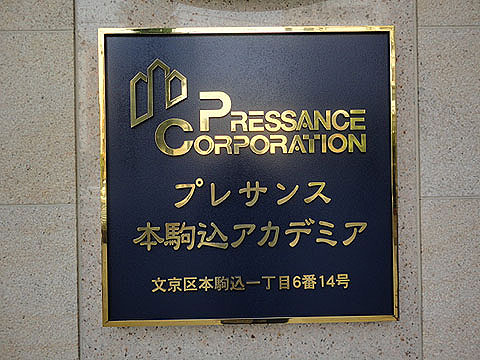 PRESSANCE
CORPORATION
プレサンス
本駒込アカデミア
文京区本駒込一丁目6番14号